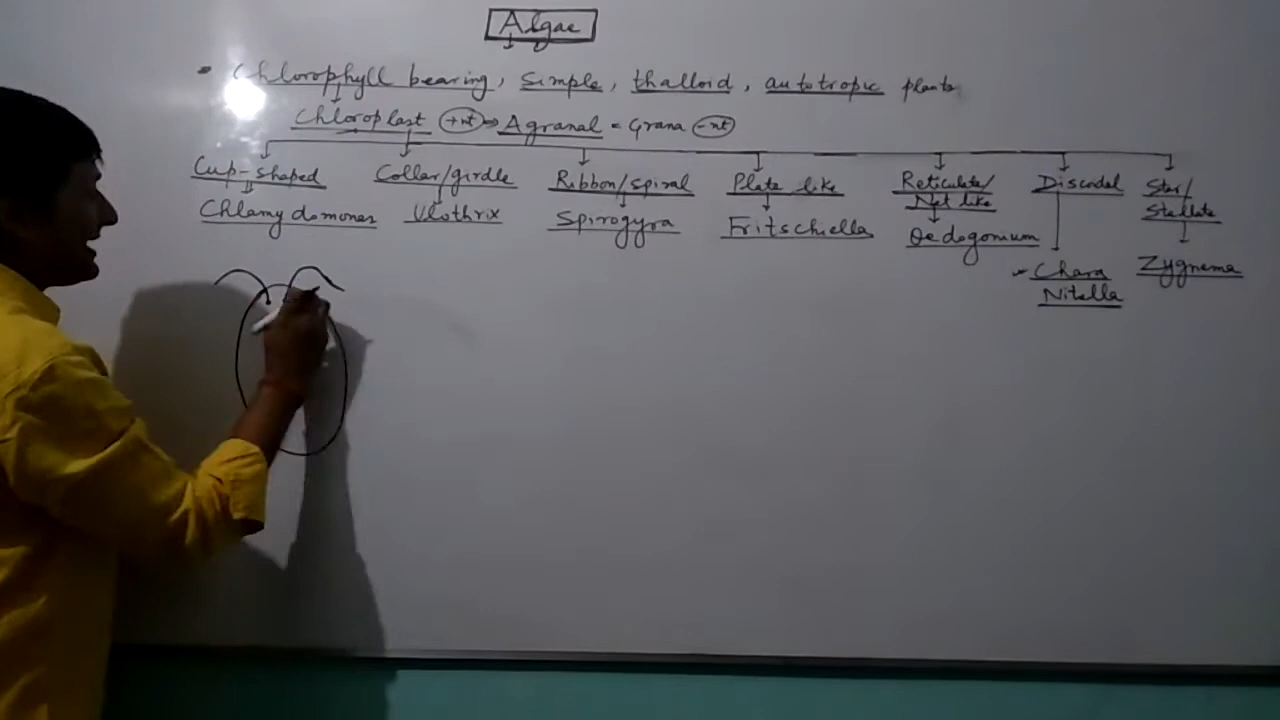 Algae
Chlorophyll bearing, simple, thalloid, autotropic plants
Chloroplast +nt ⇒ Agranal = Grana -nt
Cup-shaped Collar/girdle Ribbon/spiral Plate like Reticulate/ Discodal Star/
Net like Stellate
Chlamydomonas Ulothrix Spirogyra Fritschiella Oedogonium
Chara Zygnema
Nitella